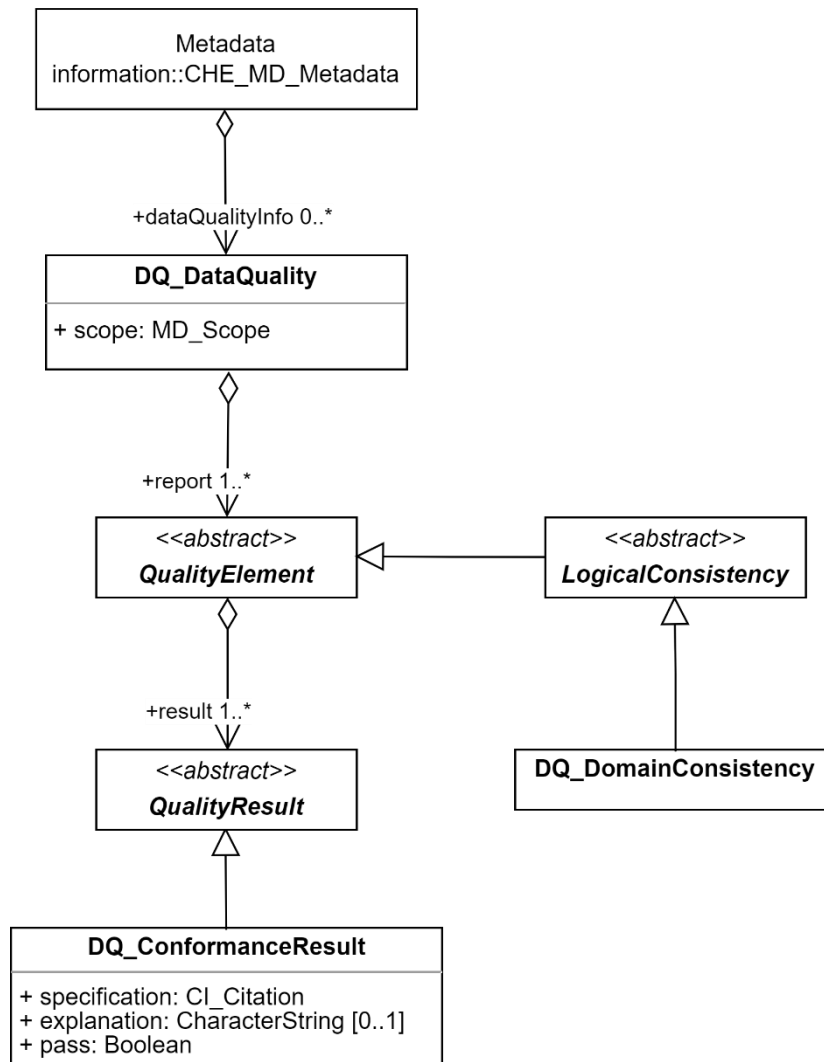 Metadata
information::CHE_MD_Metadata
+dataQualityInfo 0..*
DQ_DataQuality
+ scope: MD_Scope
+report 1..*
<<abstract>>
QualityElement
<<abstract>>
LogicalConsistency
+result 1..*
<<abstract>>
QualityResult
DQ_DomainConsistency
DQ_ConformanceResult
+ specification: CI_Citation
+ explanation: CharacterString [0..1]
+ pass: Boolean